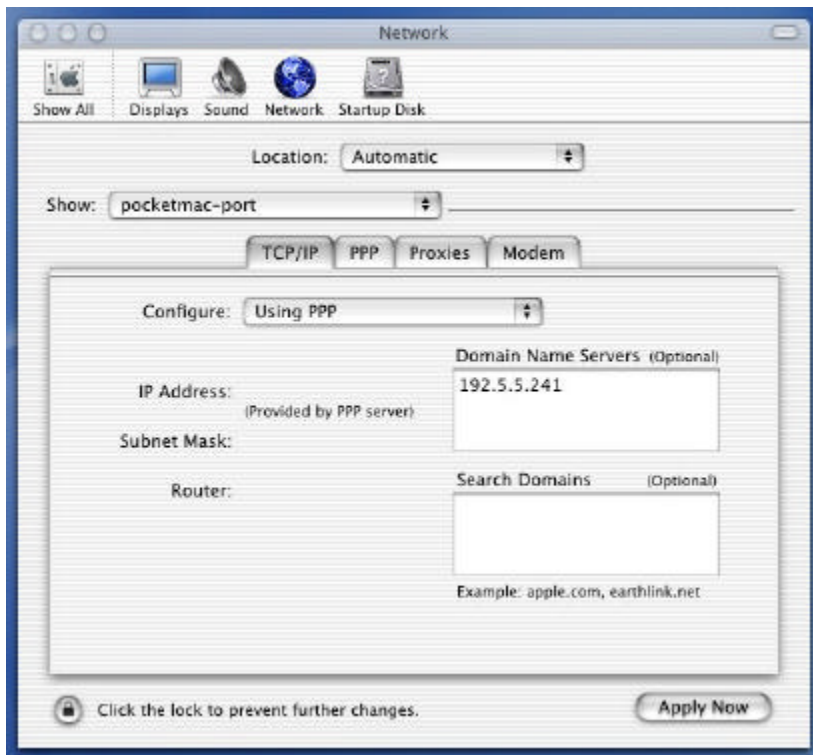 Network
Show All
Displays
Sound
Network
Startup Disk
Location: Automatic
Show: pocketmac-port
TCP/IP
PPP
Proxies
Modem
Configure: Using PPP
Domain Name Servers (Optional)
192.5.5.241
IP Address:
(Provided by PPP server)
Subnet Mask:
Router:
Search Domains (Optional)
Example: apple.com, earthlink.net
Click the lock to prevent further changes.
Apply Now